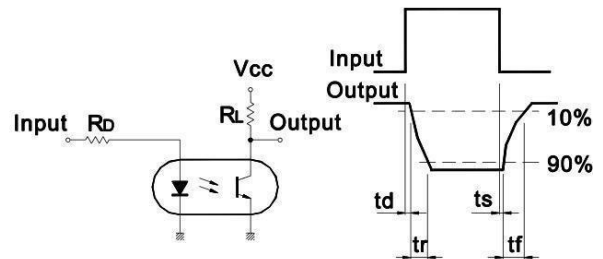 Input
Vcc
Output
RL
Output
Input
RD
10%
90%
td
ts
tr
tf